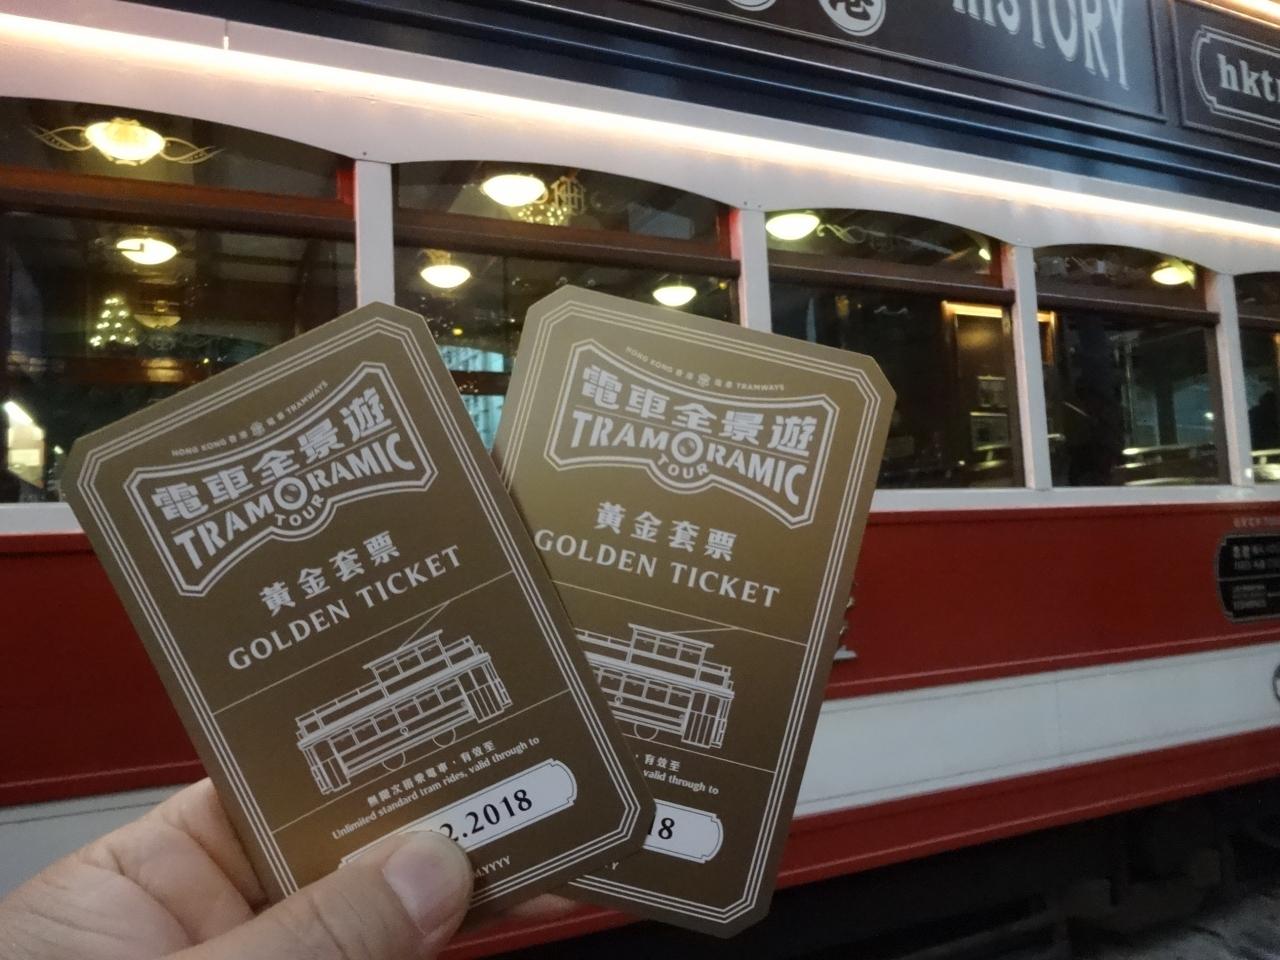 HISTORY
HONG KONG 香港 電車 TRAMWAYS
電車全景遊
TRAMORAMIC
TOUR
黃金套票
GOLDEN TICKET
無限次搭乘電車，有效至
Unlimited standard tram rides, valid through to
2.2018
.YYYY
HONG KONG 香港 電車 TRAMWAYS
電車全景遊
TRAMORAMIC
TOUR
黃金套票
GOLDEN TICKET
有效至
valid through to
18